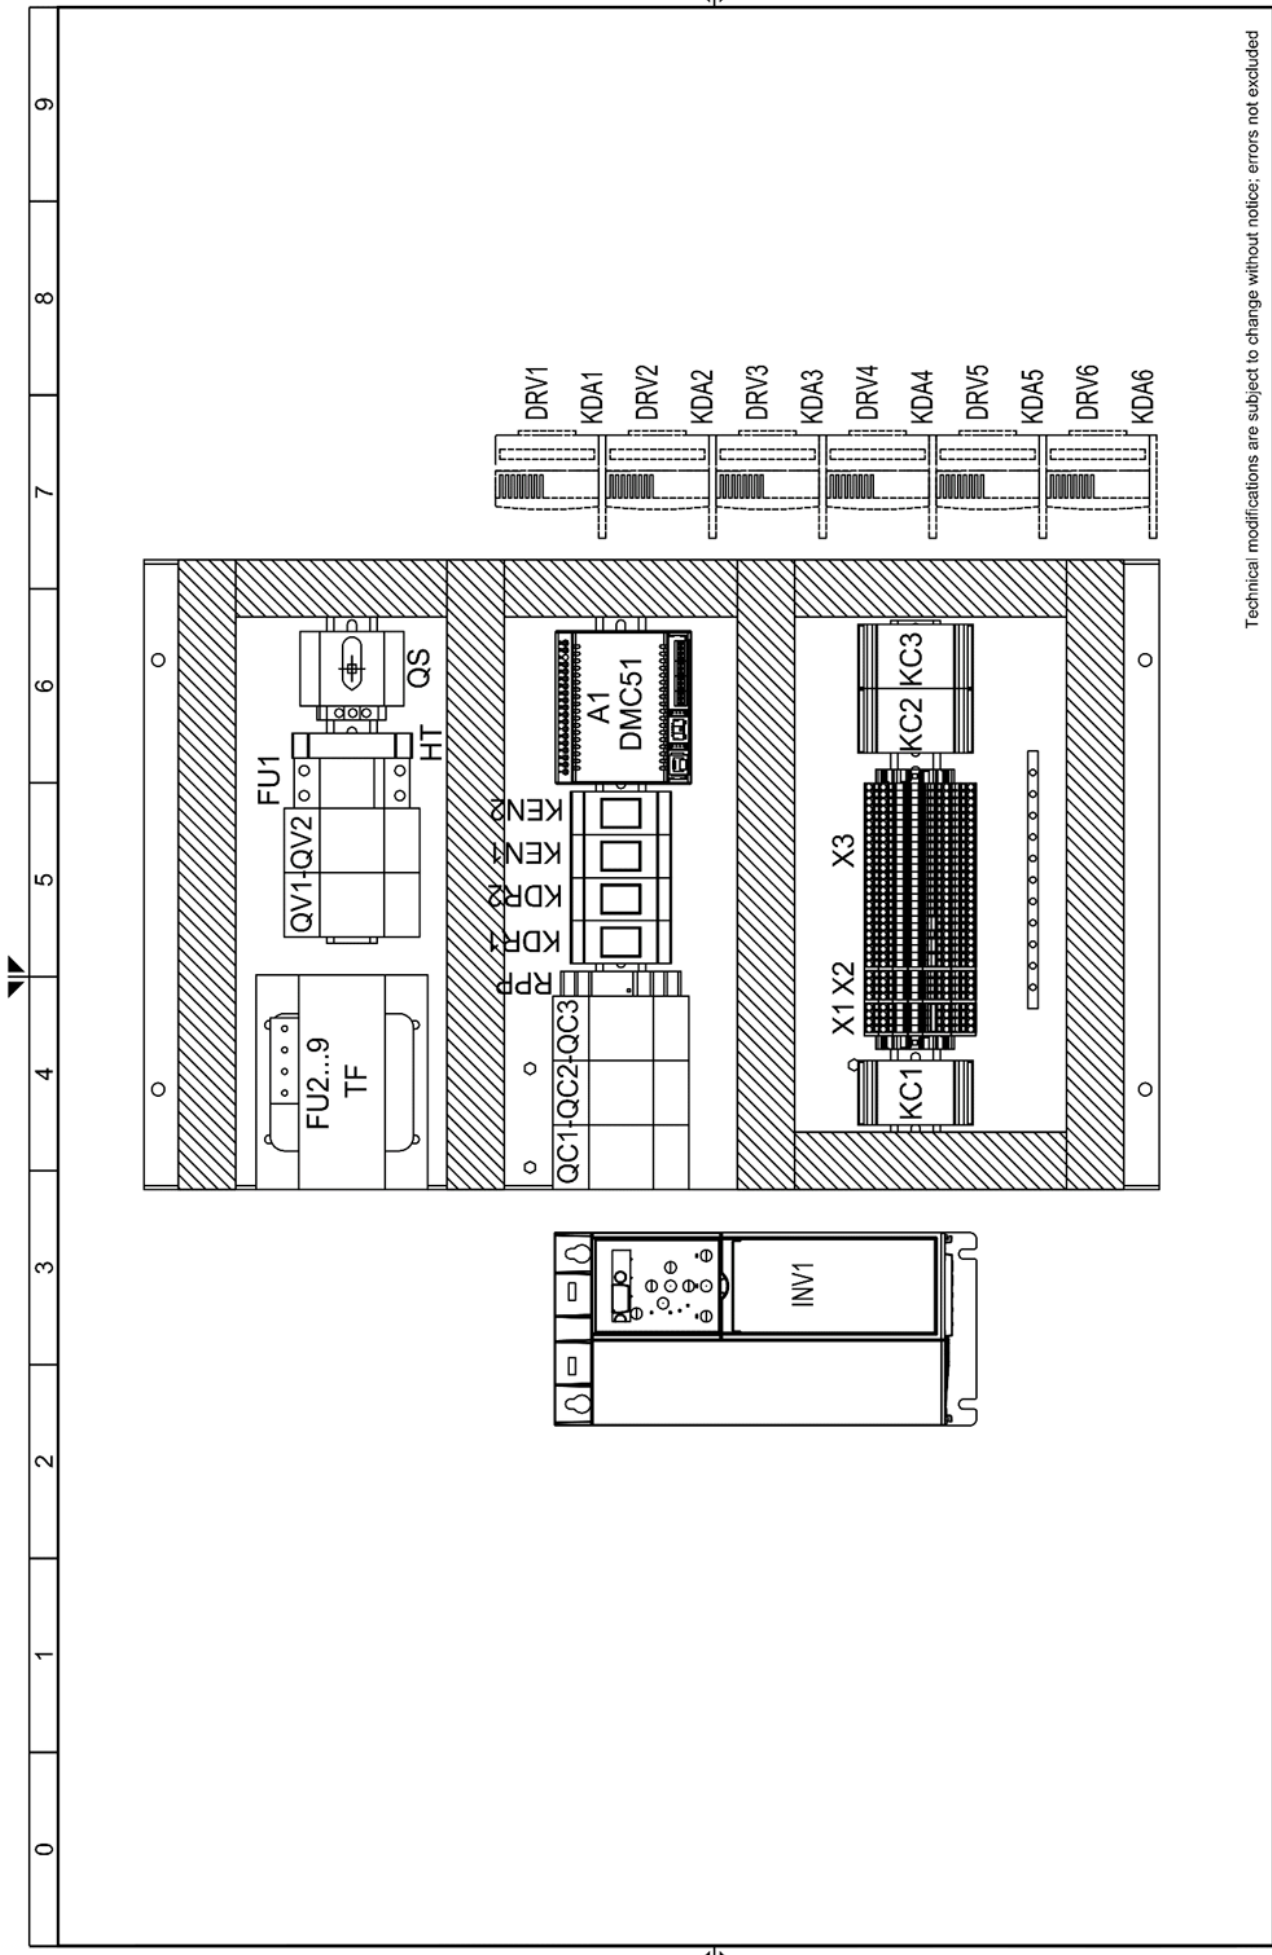 0
1
2
3
4
5
6
7
8
9
FU2...9
TF
QV1-QV2
FU1
HT
QS
QC1-QC2-QC3
RPP
KDR1
KDR2
KEN1
KEN2
A1
DMC51
KC1
X1 X2
X3
KC2
KC3
INV1
DRV1
KDA1
DRV2
KDA2
DRV3
KDA3
DRV4
KDA4
DRV5
KDA5
DRV6
KDA6
Technical modifications are subject to change without notice; errors not excluded